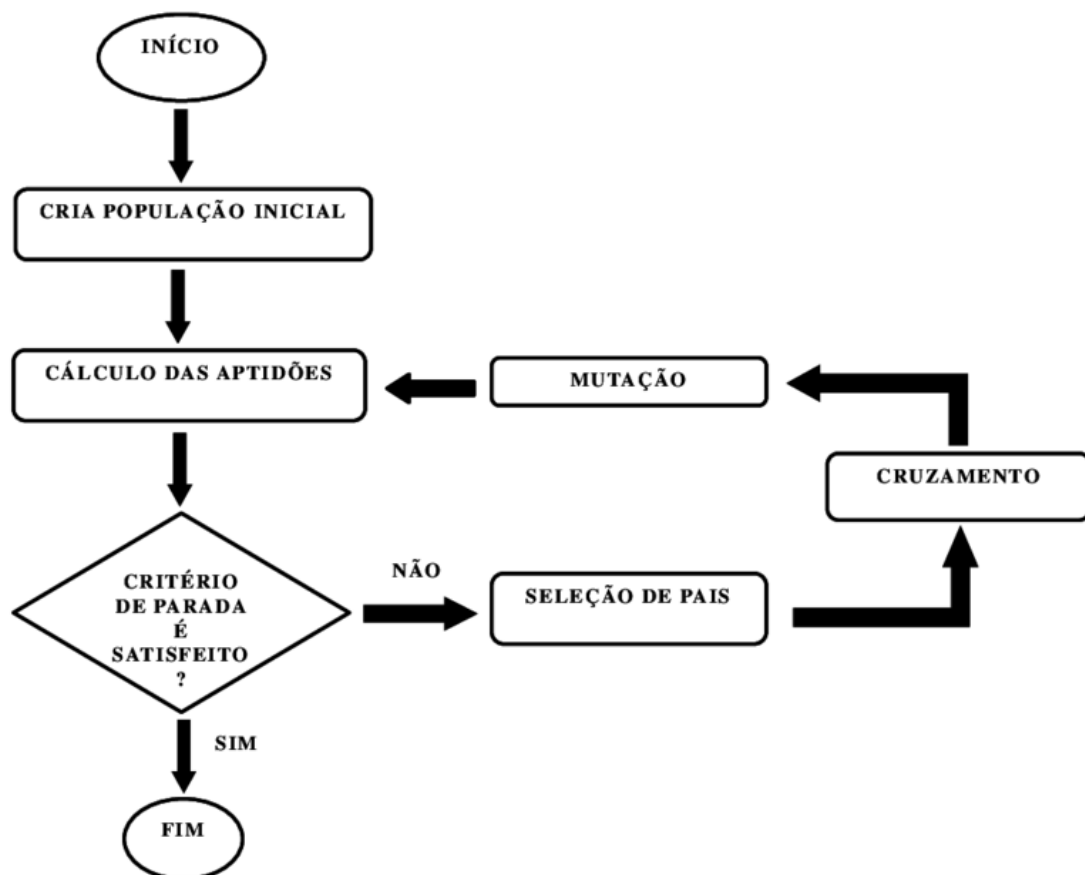 INÍCIO
CRIA POPULAÇÃO INICIAL
CÁLCULO DAS APTIDÕES
MUTAÇÃO
CRUZAMENTO
CRITÉRIO
DE PARADA
É
SATISFEITO
?
NÃO
SELEÇÃO DE PAIS
SIM
FIM